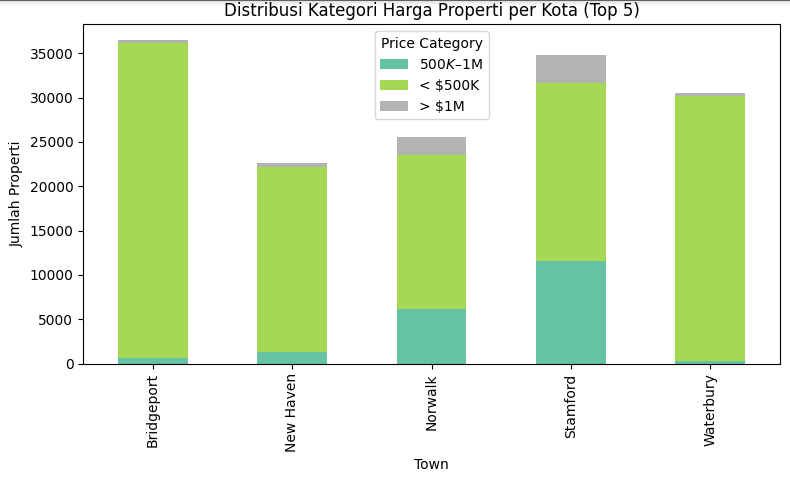 Distribusi Kategori Harga Properti per Kota (Top 5)
Price Category
500K–1M
< $500K
> $1M
Jumlah Properti
35000
30000
25000
20000
15000
10000
5000
0
Bridgeport
New Haven
Norwalk
Stamford
Waterbury
Town